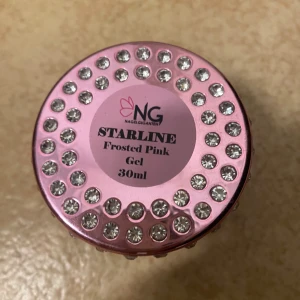 NG
STARLINE
Frosted Pink
Gel
30ml